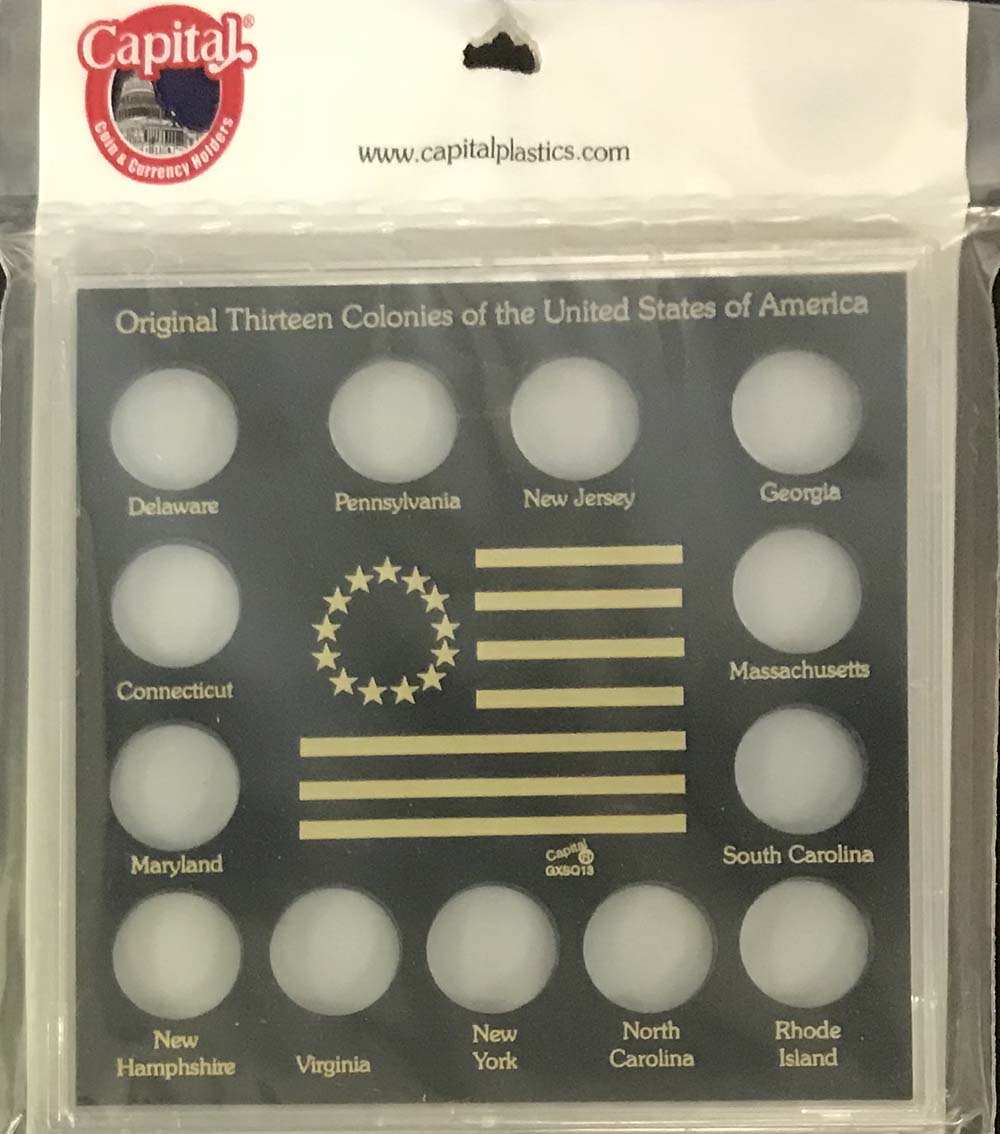 Capital®
Coin & Currency Holders
www.capitalplastics.com
Original Thirteen Colonies of the United States of America
Delaware
Pennsylvania
New Jersey
Georgia
Connecticut
Massachusetts
Maryland
Capital®
GXSQ13
South Carolina
New
Hamphshire
Virginia
New
York
North
Carolina
Rhode
Island